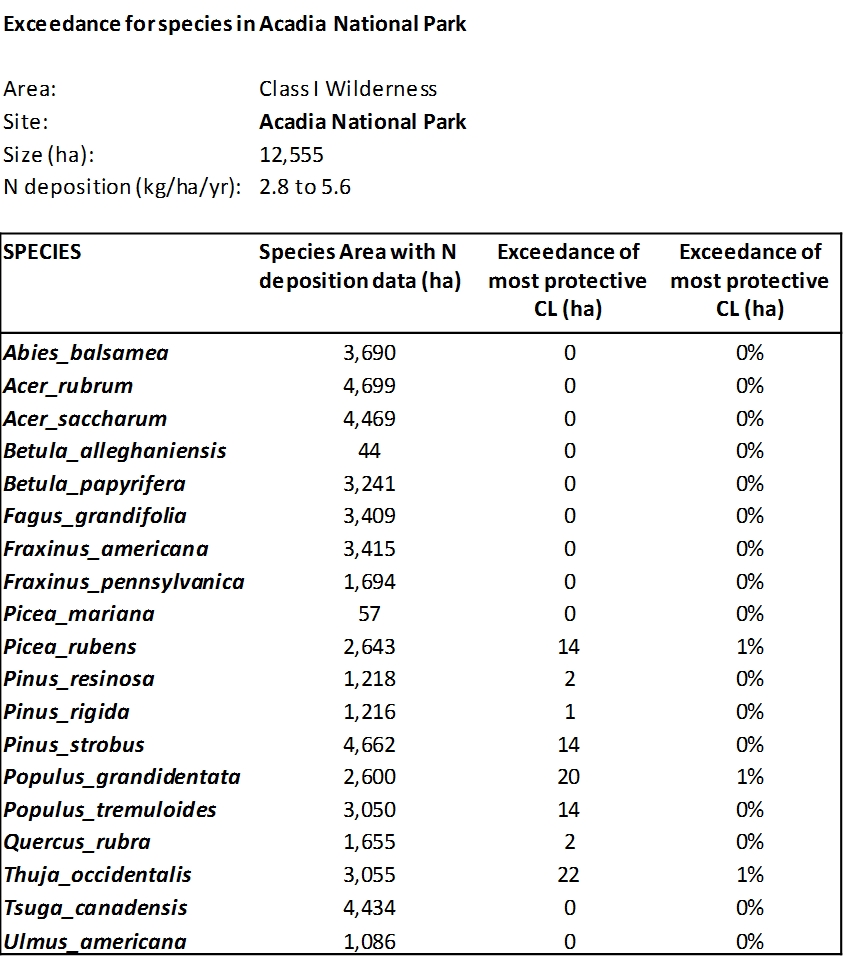 Exceedance for species in Acadia National Park
Area: Class I Wilderness
Site: Acadia National Park
Size (ha): 12,555
N deposition (kg/ha/yr): 2.8 to 5.6
SPECIES Species Area with N Exceedance of Exceedance of
deposition data (ha) most protective most protective
CL (ha) CL (ha)
Abies_balsamea 3,690 0 0%
Acer_rubrum 4,699 0 0%
Acer_saccharum 4,469 0 0%
Betula_alleghaniensis 44 0 0%
Betula_papyrifera 3,241 0 0%
Fagus_grandifolia 3,409 0 0%
Fraxinus_americana 3,415 0 0%
Fraxinus_pennsylvanica 1,694 0 0%
Picea_mariana 57 0 0%
Picea_rubens 2,643 14 1%
Pinus_resinosa 1,218 2 0%
Pinus_rigida 1,216 1 0%
Pinus_strobus 4,662 14 0%
Populus_grandidentata 2,600 20 1%
Populus_tremuloides 3,050 14 0%
Quercus_rubra 1,655 2 0%
Thuja_occidentalis 3,055 22 1%
Tsuga_canadensis 4,434 0 0%
Ulmus_americana 1,086 0 0%